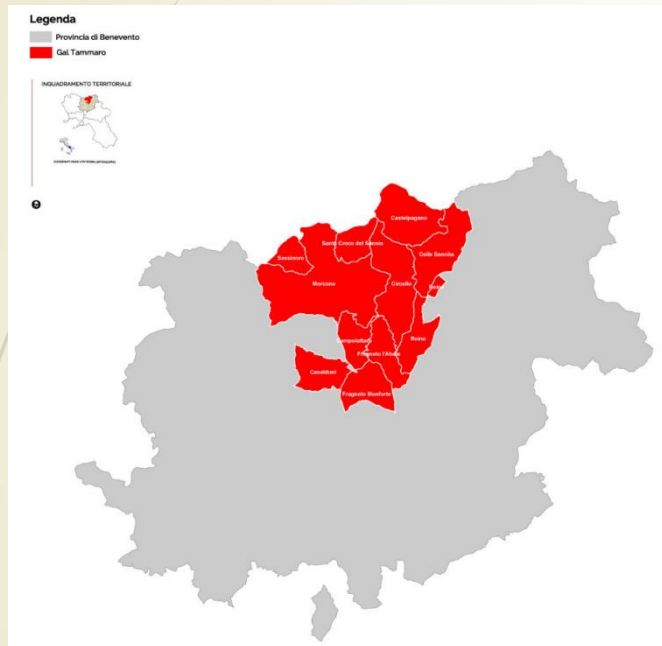 Legenda
Provincia di Benevento
Gal Tammaro
INQUADRAMENTO TERRITORIALE
Castelpagano
Santa Croce del Sannio
Colle Sannita
Sassinoro
Morcone
Circello
Reino
Fragneto l'Abate
Casalduni
Fragneto Monforte